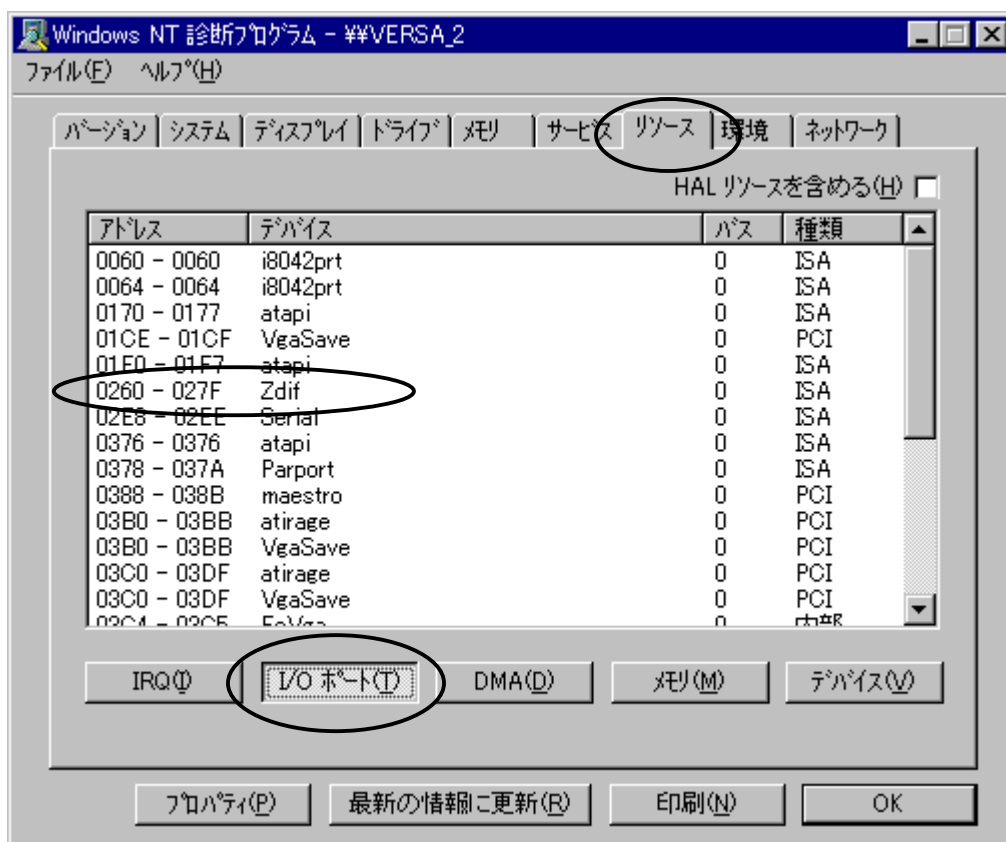 Windows NT 診断プログラム - ¥¥VERSA_2
ファイル(F) ヘルプ(H)
バージョン システム ディスプレイ ドライブ メモリ サービス リソース 環境 ネットワーク
HAL リソースを含める(H)
アドレス デバイス バス 種類
0060 - 0060 i8042prt 0 ISA
0064 - 0064 i8042prt 0 ISA
0170 - 0177 atapi 0 ISA
01CE - 01CF VgaSave 0 PCI
01F0 - 01F7 atapi 0 ISA
0260 - 027F Zdif 0 ISA
02E8 - 02EE Serial 0 ISA
0376 - 0376 atapi 0 ISA
0378 - 037A Parport 0 ISA
0388 - 038B maestro 0 PCI
03B0 - 03BB atirage 0 PCI
03B0 - 03BB VgaSave 0 PCI
03C0 - 03DF atirage 0 PCI
03C0 - 03DF VgaSave 0 PCI
03C4 - 03C5 0 内部
IRQ(I) I/O ポート(T) DMA(D) メモリ(M) デバイス(V)
プロパティ(P) 最新の情報に更新(R) 印刷(N) OK